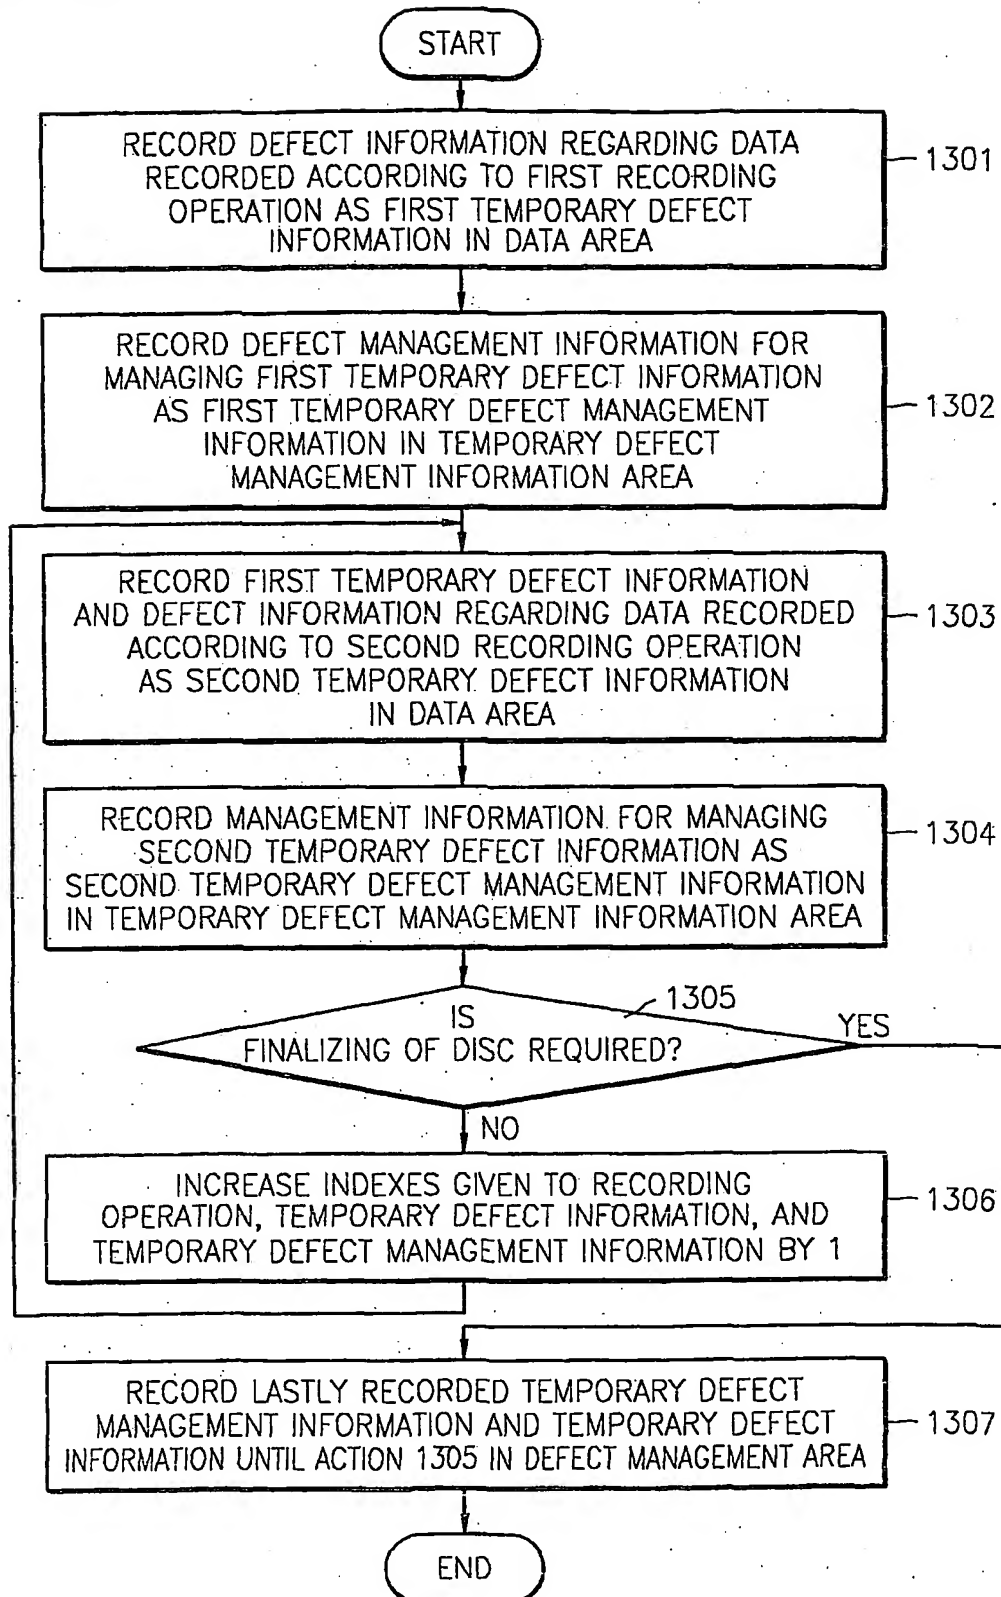 START
RECORD DEFECT INFORMATION REGARDING DATA
RECORDED ACCORDING TO FIRST RECORDING
OPERATION AS FIRST TEMPORARY DEFECT
INFORMATION IN DATA AREA
1301
RECORD DEFECT MANAGEMENT INFORMATION FOR
MANAGING FIRST TEMPORARY DEFECT INFORMATION
AS FIRST TEMPORARY DEFECT MANAGEMENT
INFORMATION IN TEMPORARY DEFECT
MANAGEMENT INFORMATION AREA
1302
RECORD FIRST TEMPORARY DEFECT INFORMATION
AND DEFECT INFORMATION REGARDING DATA RECORDED
ACCORDING TO SECOND RECORDING OPERATION
AS SECOND TEMPORARY DEFECT INFORMATION
IN DATA AREA
1303
RECORD MANAGEMENT INFORMATION FOR MANAGING
SECOND TEMPORARY DEFECT INFORMATION AS
SECOND TEMPORARY DEFECT MANAGEMENT INFORMATION
IN TEMPORARY DEFECT MANAGEMENT INFORMATION AREA
1304
1305
IS
FINALIZING OF DISC REQUIRED?
YES
NO
INCREASE INDEXES GIVEN TO RECORDING
OPERATION, TEMPORARY DEFECT INFORMATION, AND
TEMPORARY DEFECT MANAGEMENT INFORMATION BY 1
1306
RECORD LASTLY RECORDED TEMPORARY DEFECT
MANAGEMENT INFORMATION AND TEMPORARY DEFECT
INFORMATION UNTIL ACTION 1305 IN DEFECT MANAGEMENT AREA
1307
END